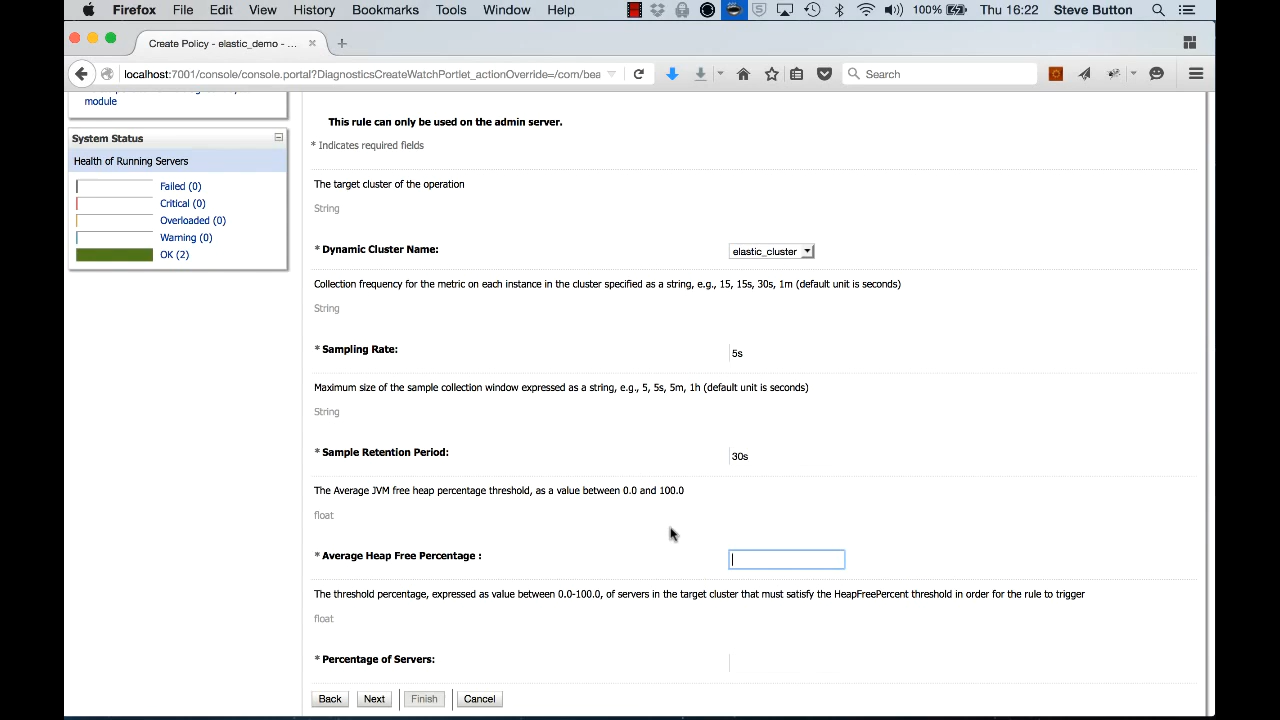 Firefox File Edit View History Bookmarks Tools Window Help 100% Thu 16:22 Steve Button
Create Policy - elastic_demo - ...
localhost:7001/console/console.portal?DiagnosticsCreateWatchPortlet_actionOverride=/com/bea Search
module
System Status
Health of Running Servers
Failed (0)
Critical (0)
Overloaded (0)
Warning (0)
OK (2)
This rule can only be used on the admin server.
* Indicates required fields
The target cluster of the operation
String
* Dynamic Cluster Name: elastic_cluster
Collection frequency for the metric on each instance in the cluster specified as a string, e.g., 15, 15s, 30s, 1m (default unit is seconds)
String
* Sampling Rate: 5s
Maximum size of the sample collection window expressed as a string, e.g., 5, 5s, 5m, 1h (default unit is seconds)
String
* Sample Retention Period: 30s
The Average JVM free heap percentage threshold, as a value between 0.0 and 100.0
float
* Average Heap Free Percentage :
The threshold percentage, expressed as value between 0.0-100.0, of servers in the target cluster that must satisfy the HeapFreePercent threshold in order for the rule to trigger
float
* Percentage of Servers:
Back Next Finish Cancel